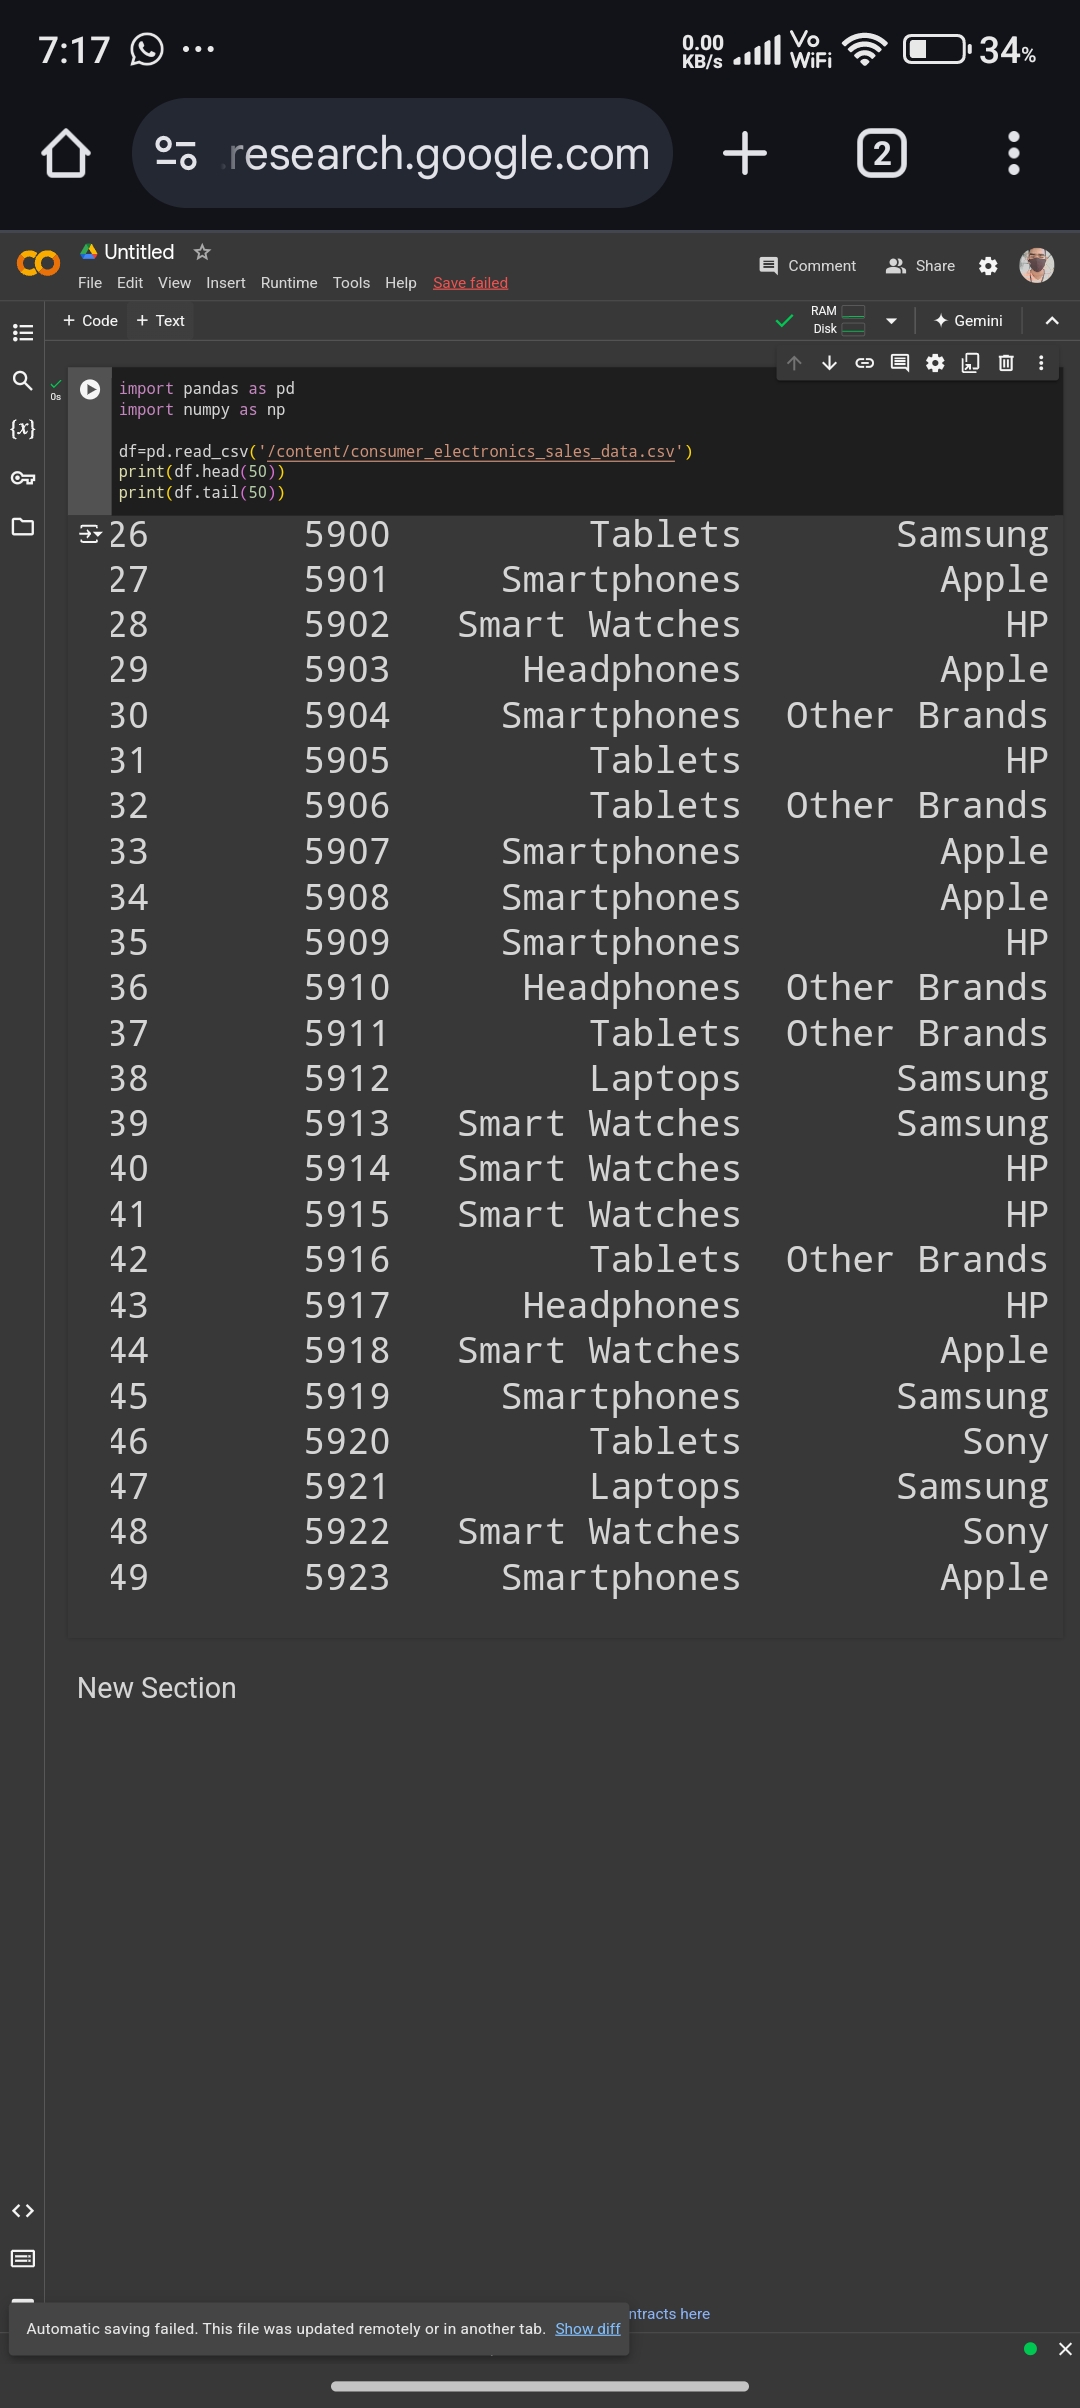 7:17 ... 0.00 KB/s Vo WiFi 34%
.research.google.com 2
Untitled
Comment Share
File Edit View Insert Runtime Tools Help Save failed
+ Code + Text RAM Disk Gemini
import pandas as pd
import numpy as np
{x}
0s
df=pd.read_csv('/content/consumer_electronics_sales_data.csv')
print(df.head(50))
print(df.tail(50))
26 5900 Tablets Samsung
27 5901 Smartphones Apple
28 5902 Smart Watches HP
29 5903 Headphones Apple
30 5904 Smartphones Other Brands
31 5905 Tablets HP
32 5906 Tablets Other Brands
33 5907 Smartphones Apple
34 5908 Smartphones Apple
35 5909 Smartphones HP
36 5910 Headphones Other Brands
37 5911 Tablets Other Brands
38 5912 Laptops Samsung
39 5913 Smart Watches Samsung
40 5914 Smart Watches HP
41 5915 Smart Watches HP
42 5916 Tablets Other Brands
43 5917 Headphones HP
44 5918 Smart Watches Apple
45 5919 Smartphones Samsung
46 5920 Tablets Sony
47 5921 Laptops Samsung
48 5922 Smart Watches Sony
49 5923 Smartphones Apple
New Section
ntracts here
Automatic saving failed. This file was updated remotely or in another tab. Show diff